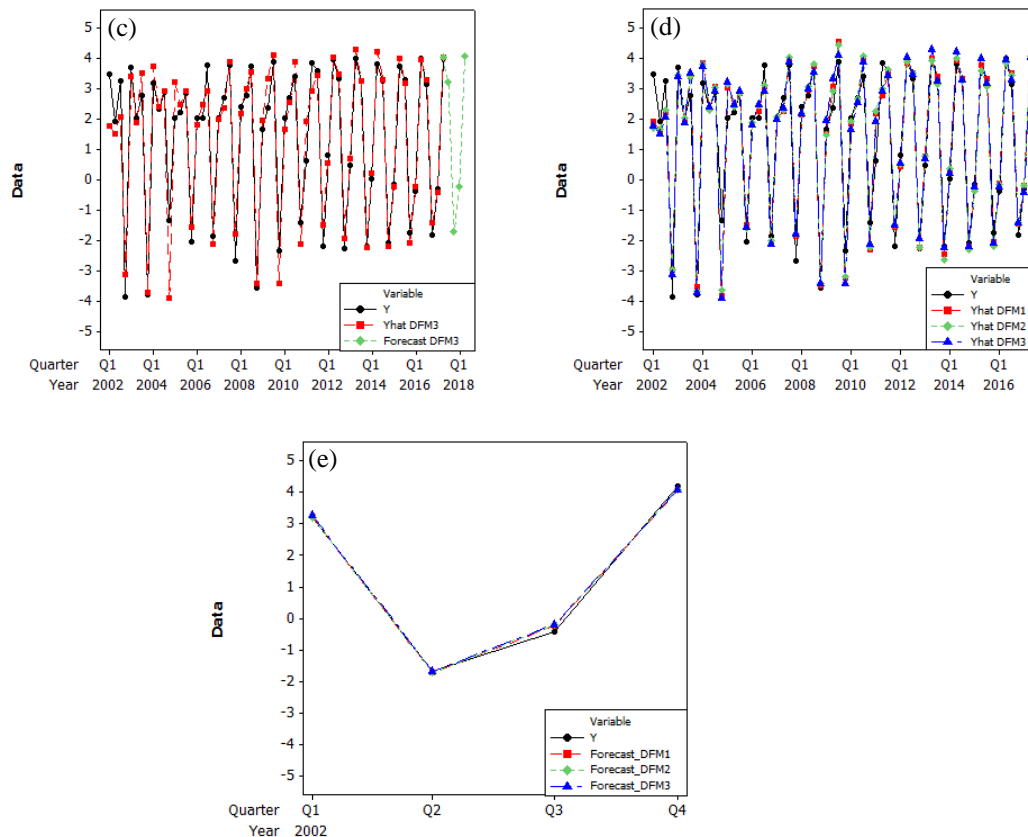 (c)
5
4
3
2
1
0
-1
-2
-3
-4
-5
Data
Variable
Y
Yhat DFM3
Forecast DFM3
Quarter Q1 Q1 Q1 Q1 Q1 Q1 Q1 Q1 Q1
Year 2002 2004 2006 2008 2010 2012 2014 2016 2018
(d)
5
4
3
2
1
0
-1
-2
-3
-4
-5
Data
Variable
Y
Yhat DFM1
Yhat DFM2
Yhat DFM3
Quarter Q1 Q1 Q1 Q1 Q1 Q1 Q1 Q1
Year 2002 2004 2006 2008 2010 2012 2014 2016
(e)
5
4
3
2
1
0
-1
-2
-3
-4
-5
Data
Variable
Y
Forecast_DFM1
Forecast_DFM2
Forecast_DFM3
Quarter Q1 Q2 Q3 Q4
Year 2002